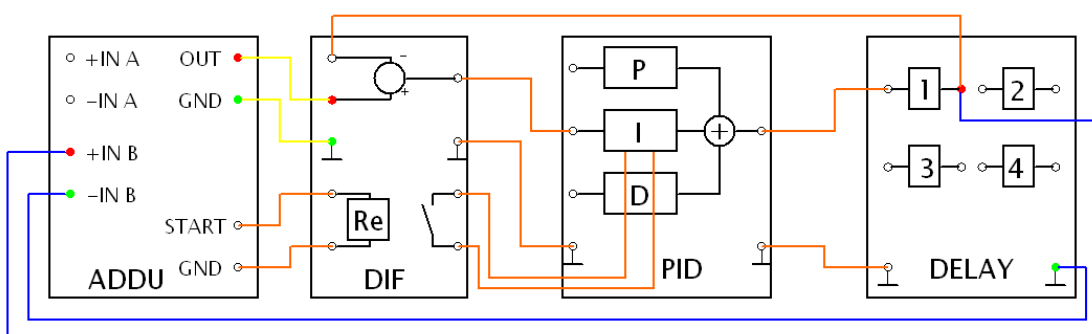 +IN A OUT
-IN A GND
+IN B
-IN B
START
GND
ADDU
-
+
Re
DIF
P
I
+
D
PID
1 2
3 4
DELAY